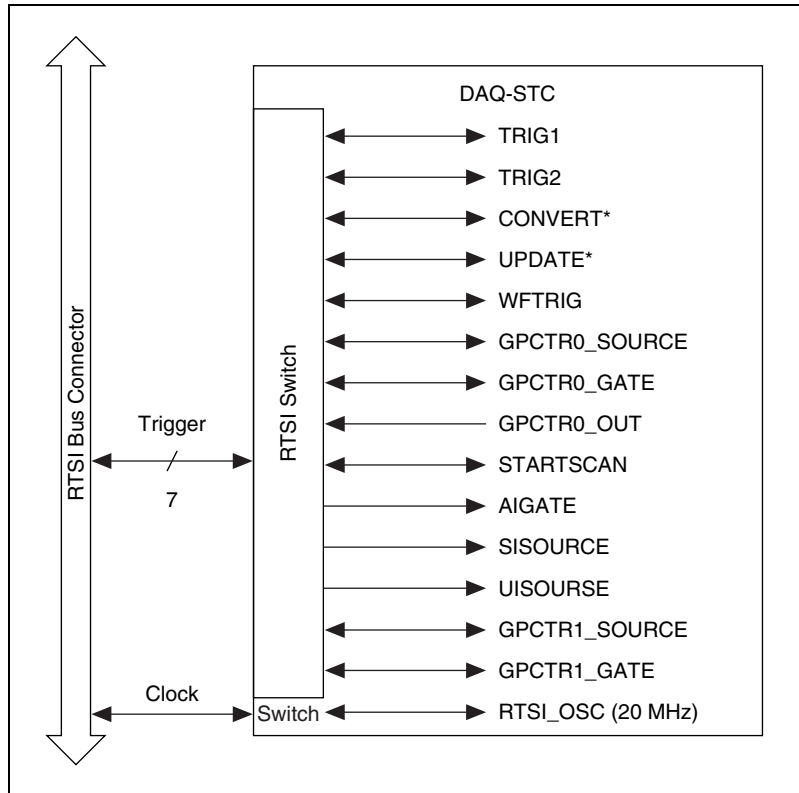 DAQ-STC
TRIG1
TRIG2
CONVERT*
UPDATE*
WFTRIG
GPCTR0_SOURCE
GPCTR0_GATE
GPCTR0_OUT
STARTSCAN
AIGATE
SISOURCE
UISOURSE
GPCTR1_SOURCE
GPCTR1_GATE
RTSI_OSC (20 MHz)
RTSI Switch
Switch
Trigger
7
Clock
RTSI Bus Connector